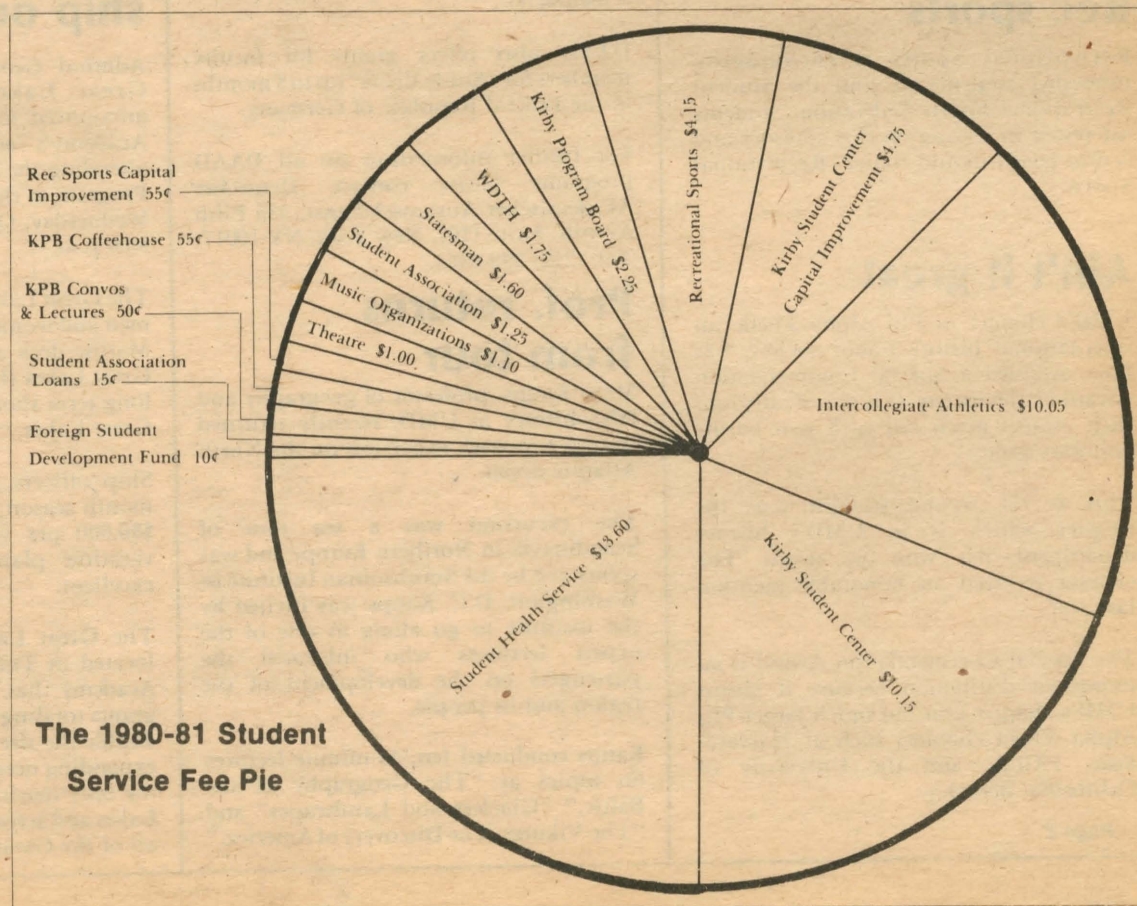 Rec Sports Capital
Improvement 55¢
KPB Coffeehouse 55¢
KPB Convos
& Lectures 50¢
Student Association
Loans 15¢
Foreign Student
Development Fund 10¢
Theatre $1.00
Music Organizations $1.10
Student Association $1.25
Statesman $1.60
WDTH $1.75
Kirby Program Board $2.25
Recreational Sports $4.15
Kirby Student Center
Capital Improvement $4.75
Intercollegiate Athletics $10.05
Kirby Student Center $10.15
Student Health Service $13.60
The 1980-81 Student
Service Fee Pie